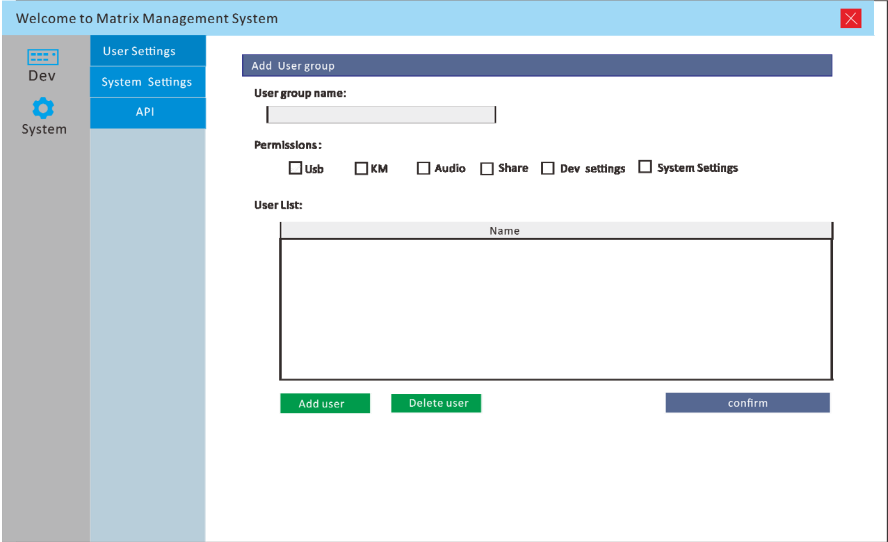 Welcome to Matrix Management System
Dev
System
User Settings
System Settings
API
Add User group
User group name:
Permissions:
Usb KM Audio Share Dev settings System Settings
User List:
Name
Add user Delete user confirm